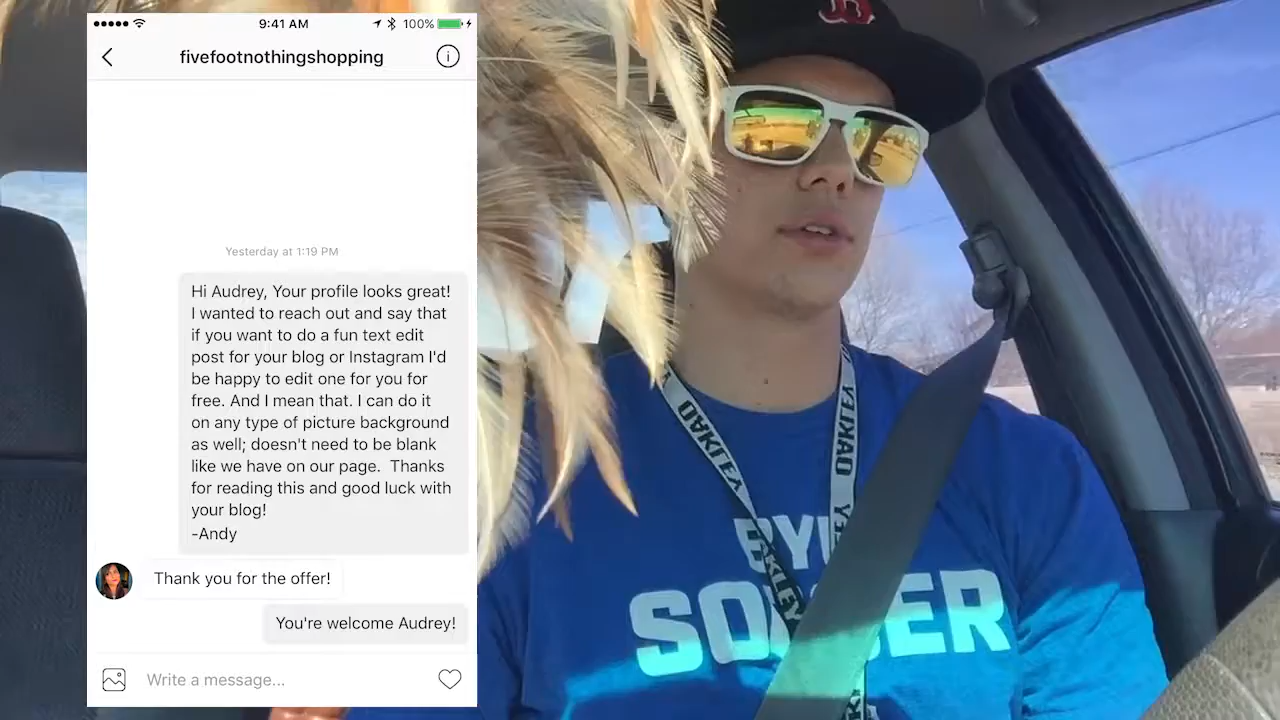 9:41 AM
100%
fivefootnothingshopping
Yesterday at 1:19 PM
Hi Audrey, Your profile looks great!
I wanted to reach out and say that
if you want to do a fun text edit
post for your blog or Instagram I'd
be happy to edit one for you for
free. And I mean that. I can do it
on any type of picture background
as well; doesn't need to be blank
like we have on our page.  Thanks
for reading this and good luck with
your blog!
-Andy
Thank you for the offer!
You're welcome Audrey!
Write a message...
B
OAKLEY
OAKLEY